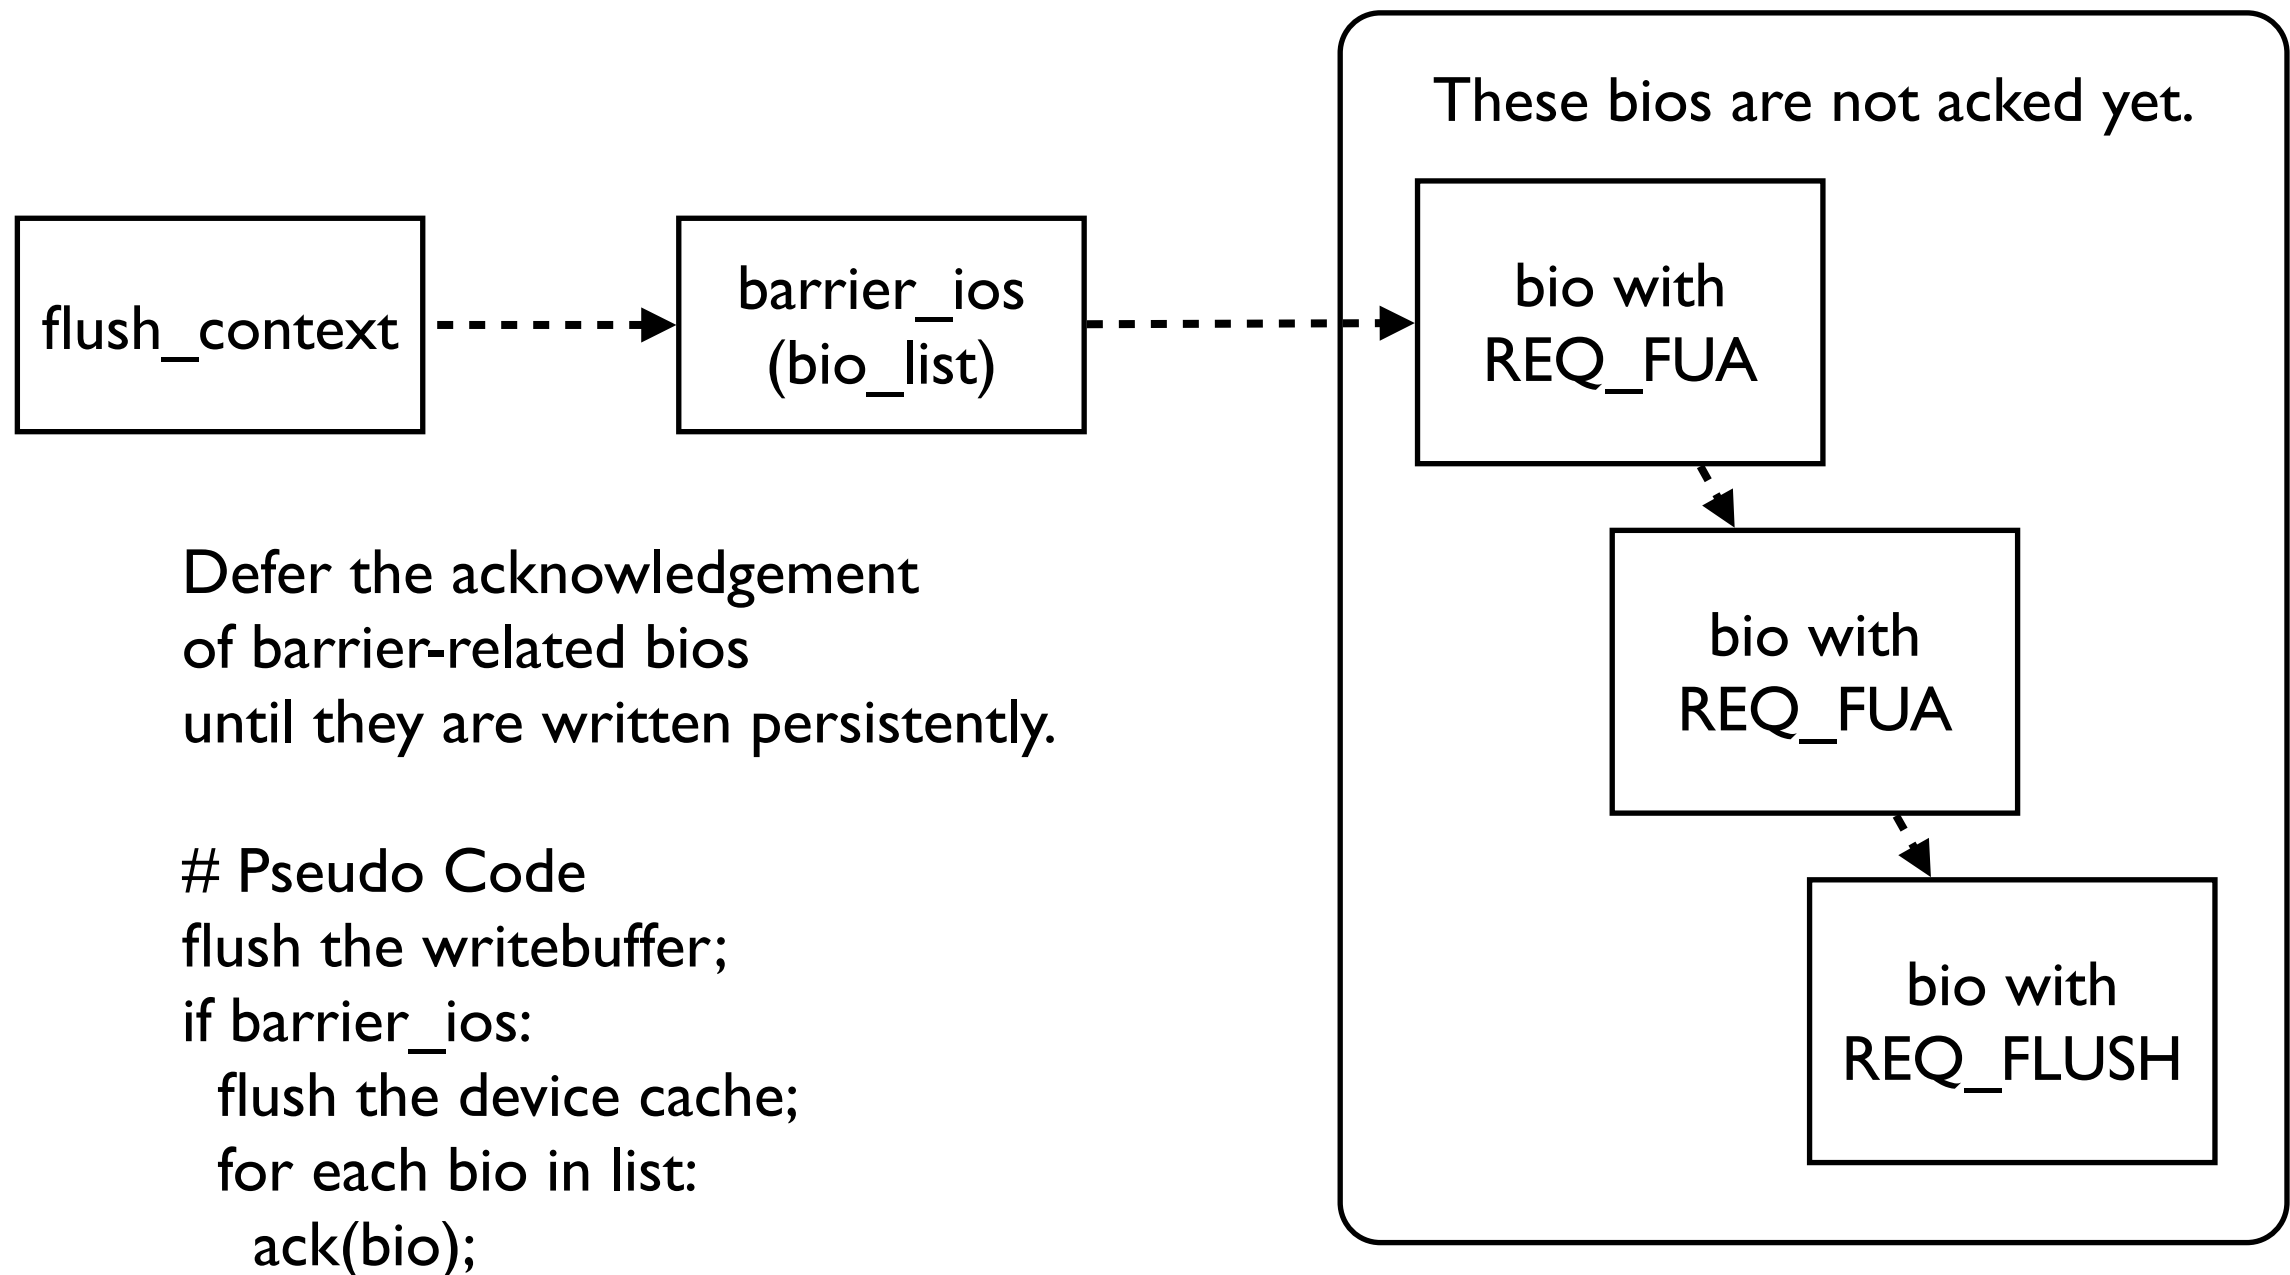 These bios are not acked yet.
flush_context
barrier_ios
(bio_list)
bio with
REQ_FUA
bio with
REQ_FUA
bio with
REQ_FLUSH
Defer the acknowledgement
of barrier-related bios
until they are written persistently.
# Pseudo Code
flush the writebuffer;
if barrier_ios:
  flush the device cache;
  for each bio in list:
    ack(bio);